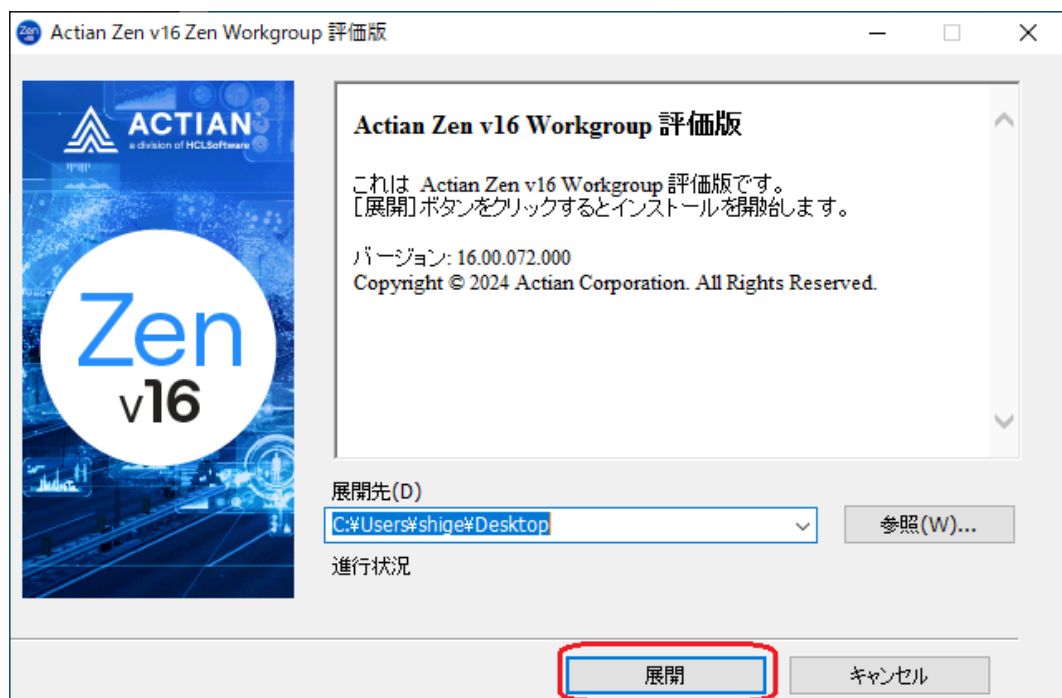 Zen
v16
Actian Zen v16 Zen Workgroup 評価版
ACTIAN
a division of HCLSoftware
Zen
v16
Actian Zen v16 Workgroup 評価版
これは Actian Zen v16 Workgroup 評価版です。
[展開]ボタンをクリックするとインストールを開始します。
バージョン: 16.00.072.000
Copyright © 2024 Actian Corporation. All Rights Reserved.
展開先(D)
C:¥Users¥shige¥Desktop
参照(W)...
進行状況
展開
キャンセル